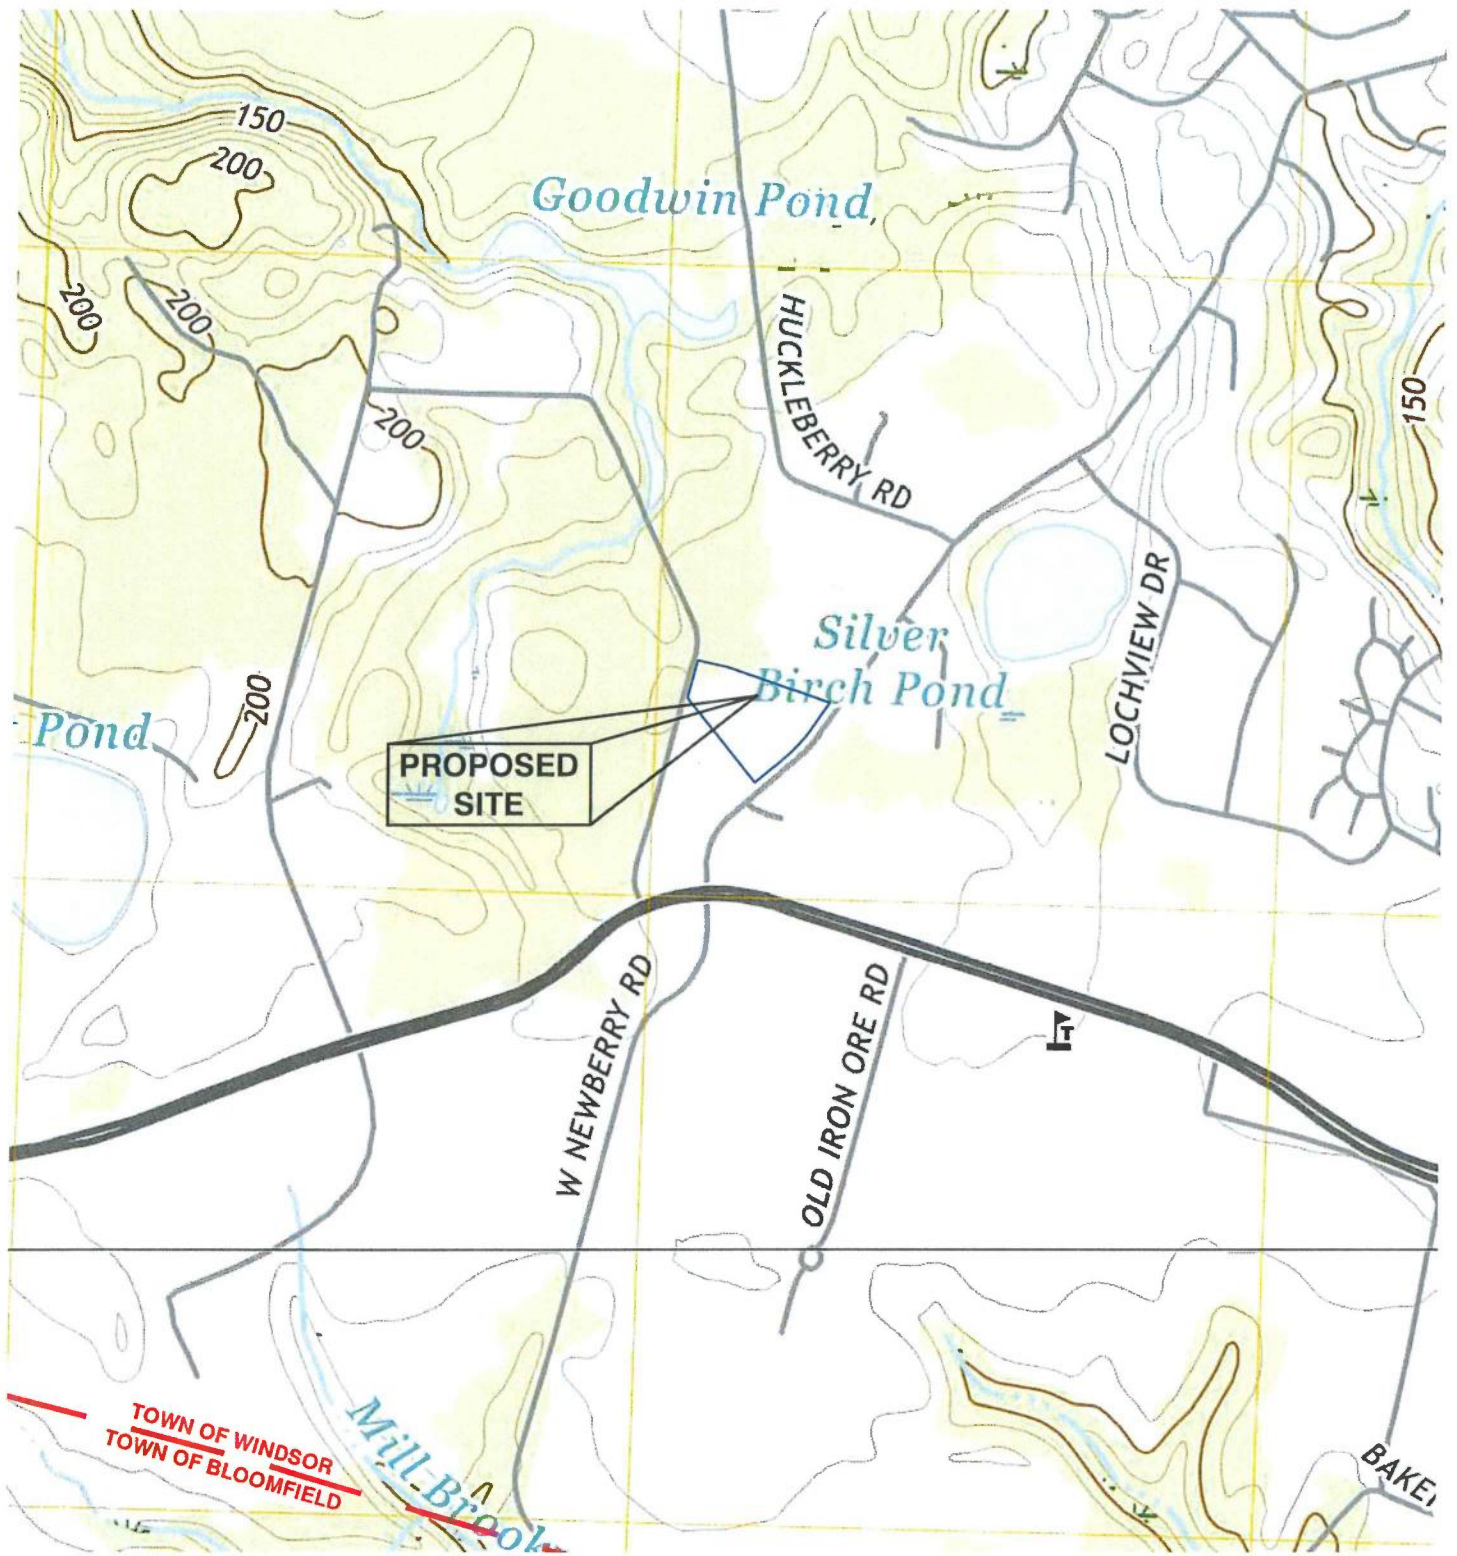 150
200
Goodwin Pond
200
200
HUCKLEBERRY RD
150
200
Silver
Birch Pond
LOCHVIEW DR
200
Pond
PROPOSED
SITE
W NEWBERRY RD
OLD IRON ORE RD
T
TOWN OF WINDSOR
TOWN OF BLOOMFIELD
Mill Brook
BAKE